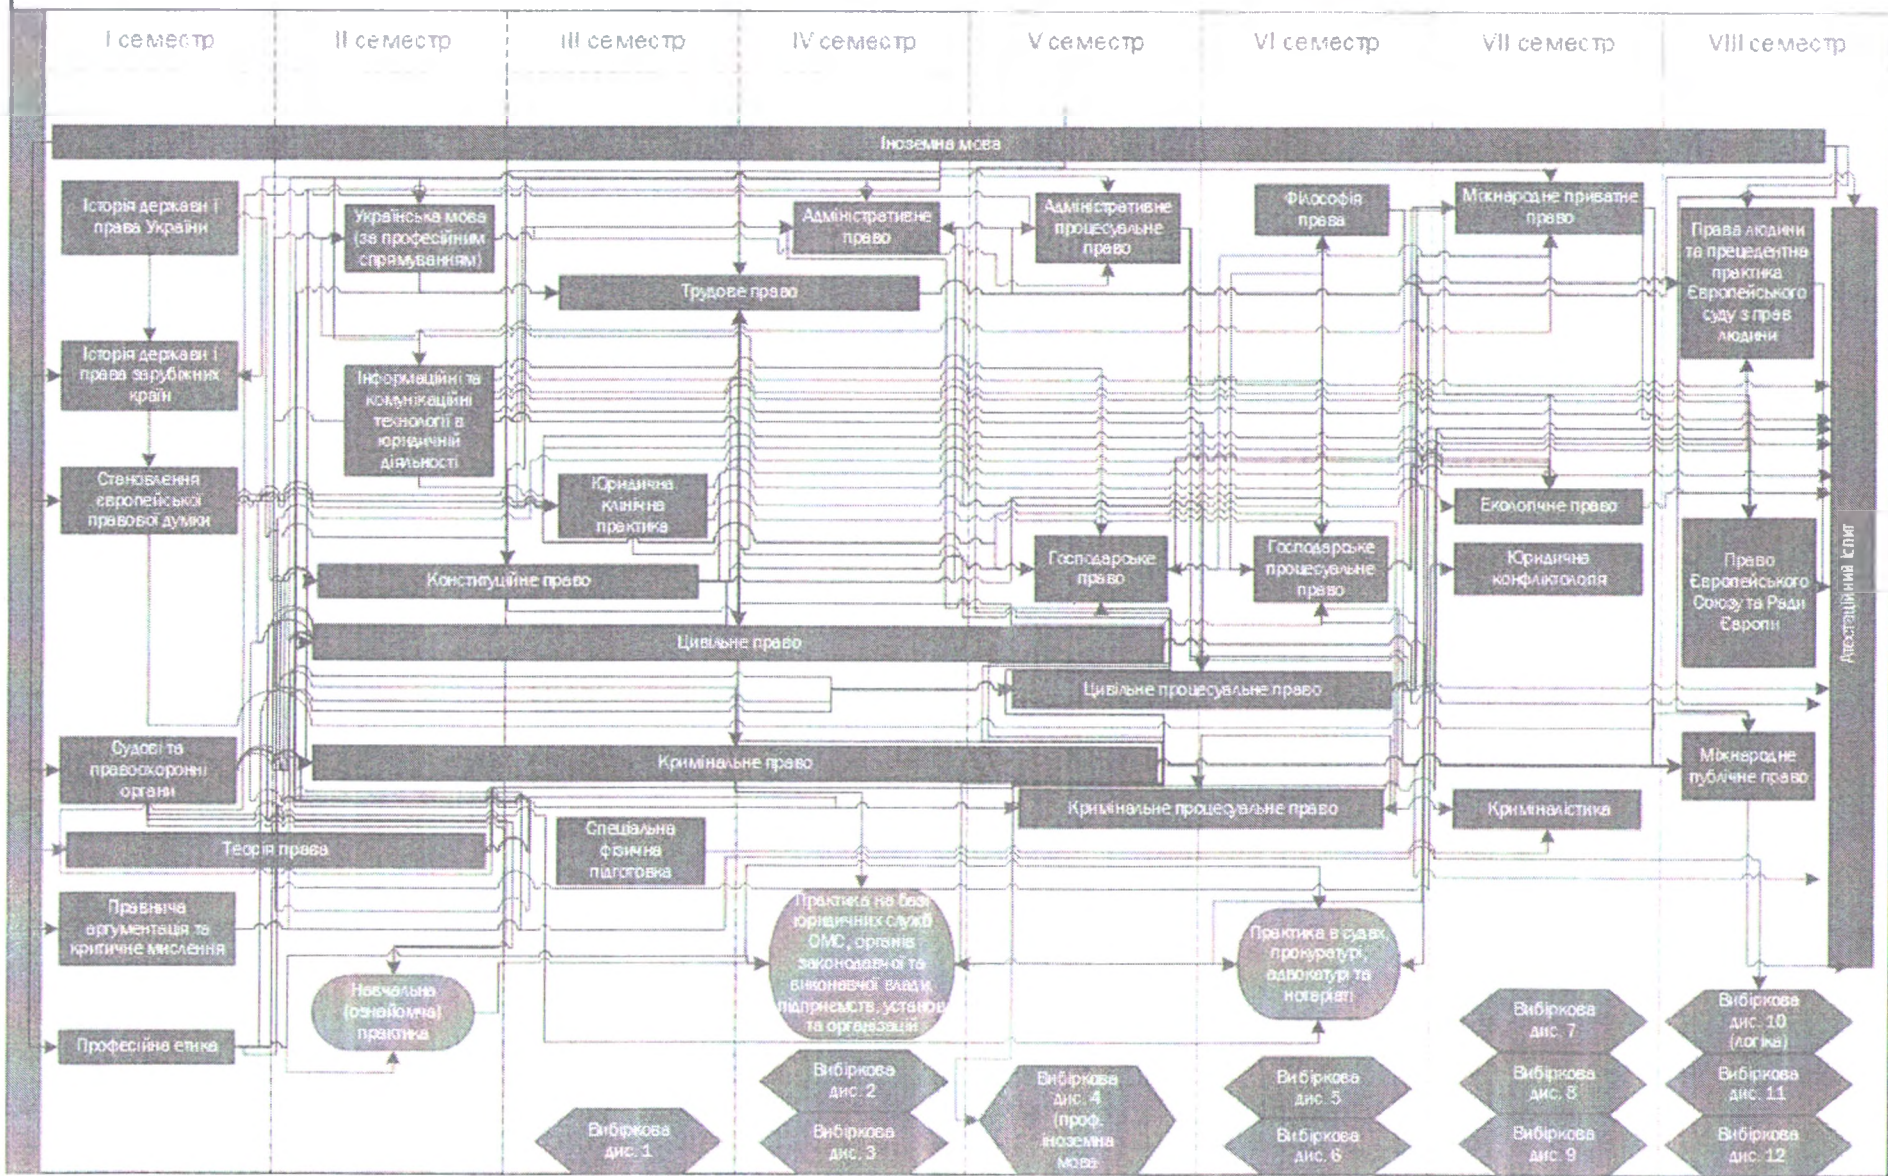 I семестр
II семестр
III семестр
IV семестр
V семестр
VI семестр
VII семестр
VIII семестр
Іноземна мова
Історія держави і
права України
Історія держави і
права зарубіжних
країн
Становлення
європейської
правової думки
Судові та
правоохоронні
органи
Теорія права
Правнича
аргументація та
критичне мислення
Професійна етика
Українська мова
(за професійним
спрямуванням)
Інформаційні та
комунікаційні
технології в
юридичній
діяльності
Конституційне право
Цивільне право
Кримінальне право
Навчальна
(ознайомча)
практика
Трудове право
Юридична
клінічна
практика
Спеціальна
фізична
підготовка
Вибіркова
дис. 1
Адміністративне
право
Практика на базі
юридичних служб
ОМС, органів
законодавчої та
виконавчої влади,
підприємств, установ
та організацій
Вибіркова
дис. 2
Вибіркова
дис. 3
Адміністративне
процесуальне
право
Господарське
право
Цивільне процесуальне право
Кримінальне процесуальне право
Вибіркова
дис. 4
(проф.
іноземна
мова
Філософія
права
Господарське
процесуальне
право
Практика в судах,
прокуратурі,
адвокатурі та
нотаріаті
Вибіркова
дис. 5
Вибіркова
дис. 6
Міжнародне приватне
право
Екологічне право
Юридична
конфліктологія
Криміналістика
Вибіркова
дис. 7
Вибіркова
дис. 8
Вибіркова
дис. 9
Права людини
та прецедентна
практика
Європейського
суду з прав
людини
Право
Європейського
Союзу та Ради
Європи
Міжнародне
публічне право
Вибіркова
дис. 10
(логіка)
Вибіркова
дис. 11
Вибіркова
дис. 12
Атестаційний іспит